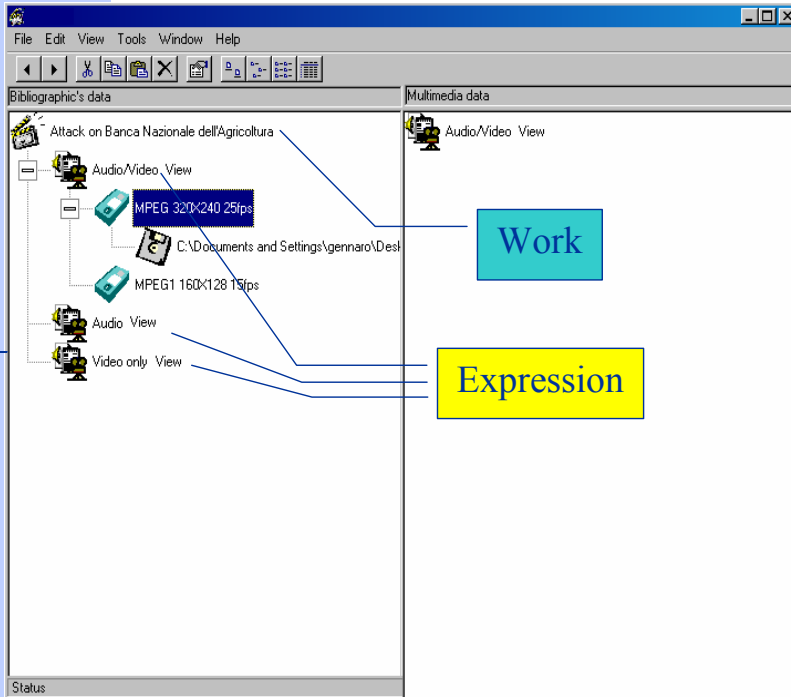 File Edit View Tools Window Help
Bibliographic's data
Multimedia data
Attack on Banca Nazionale dell'Agricoltura
Audio/Video View
MPEG 320X240 25fps
C:\Documents and Settings\gennaro\Desk
MPEG1 160X128 15fps
Audio View
Video only View
Audio/Video View
Work
Expression
Status